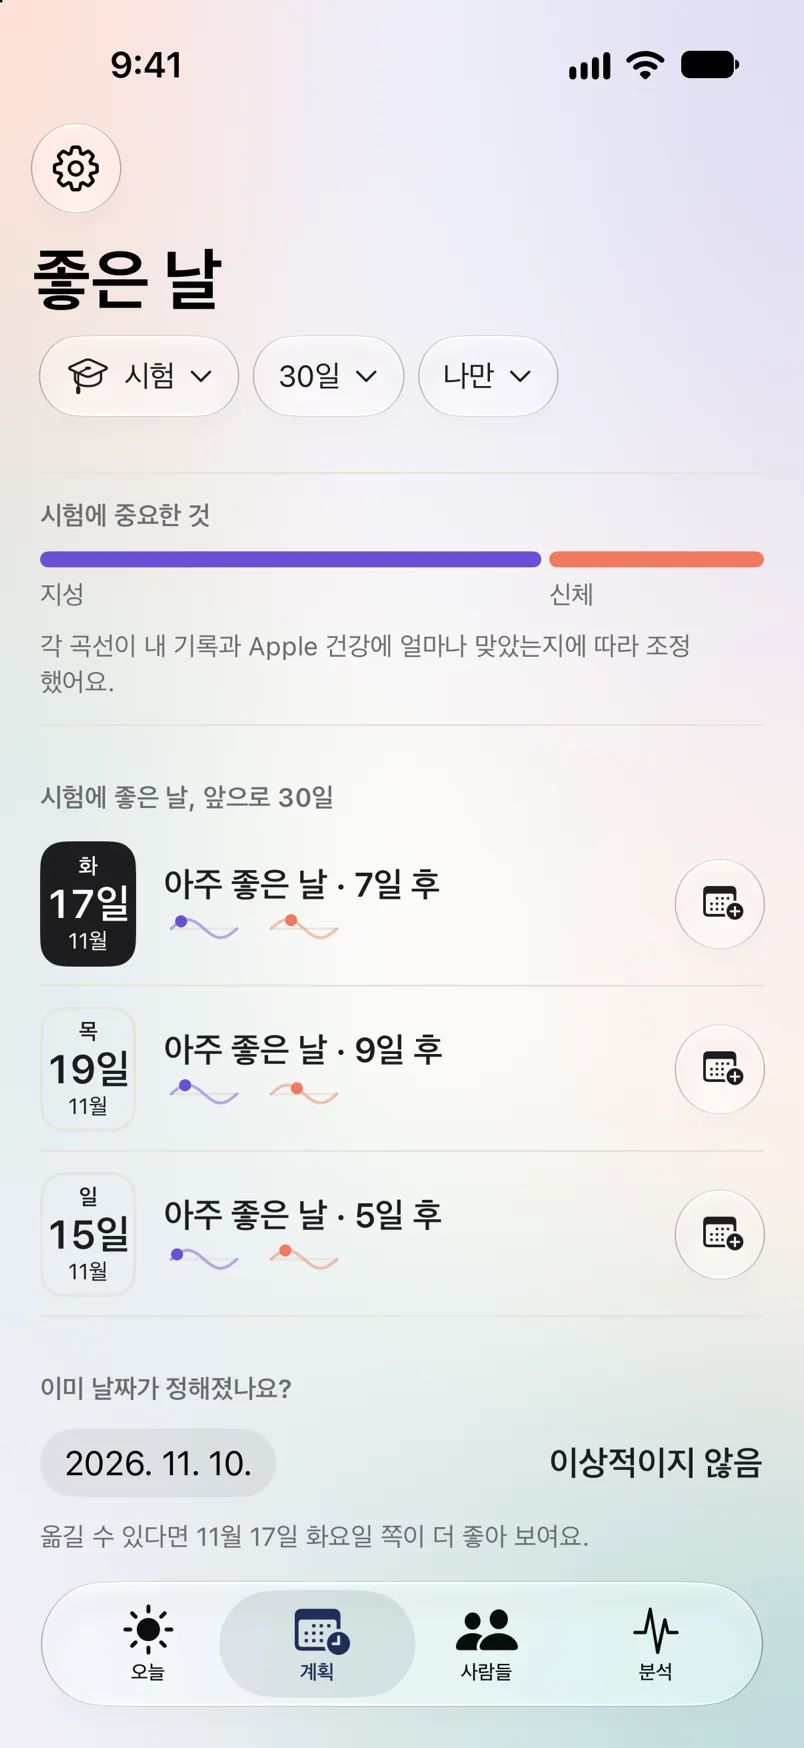 9:41
좋은 날
시험
30일
나만
시험에 중요한 것
지성
신체
각 곡선이 내 기록과 Apple 건강에 얼마나 맞았는지에 따라 조정
했어요.
시험에 좋은 날, 앞으로 30일
화
17일
11월
아주 좋은 날 · 7일 후
목
19일
11월
아주 좋은 날 · 9일 후
일
15일
11월
아주 좋은 날 · 5일 후
이미 날짜가 정해졌나요?
2026. 11. 10.
이상적이지 않음
옮길 수 있다면 11월 17일 화요일 쪽이 더 좋아 보여요.
오늘
계획
사람들
분석